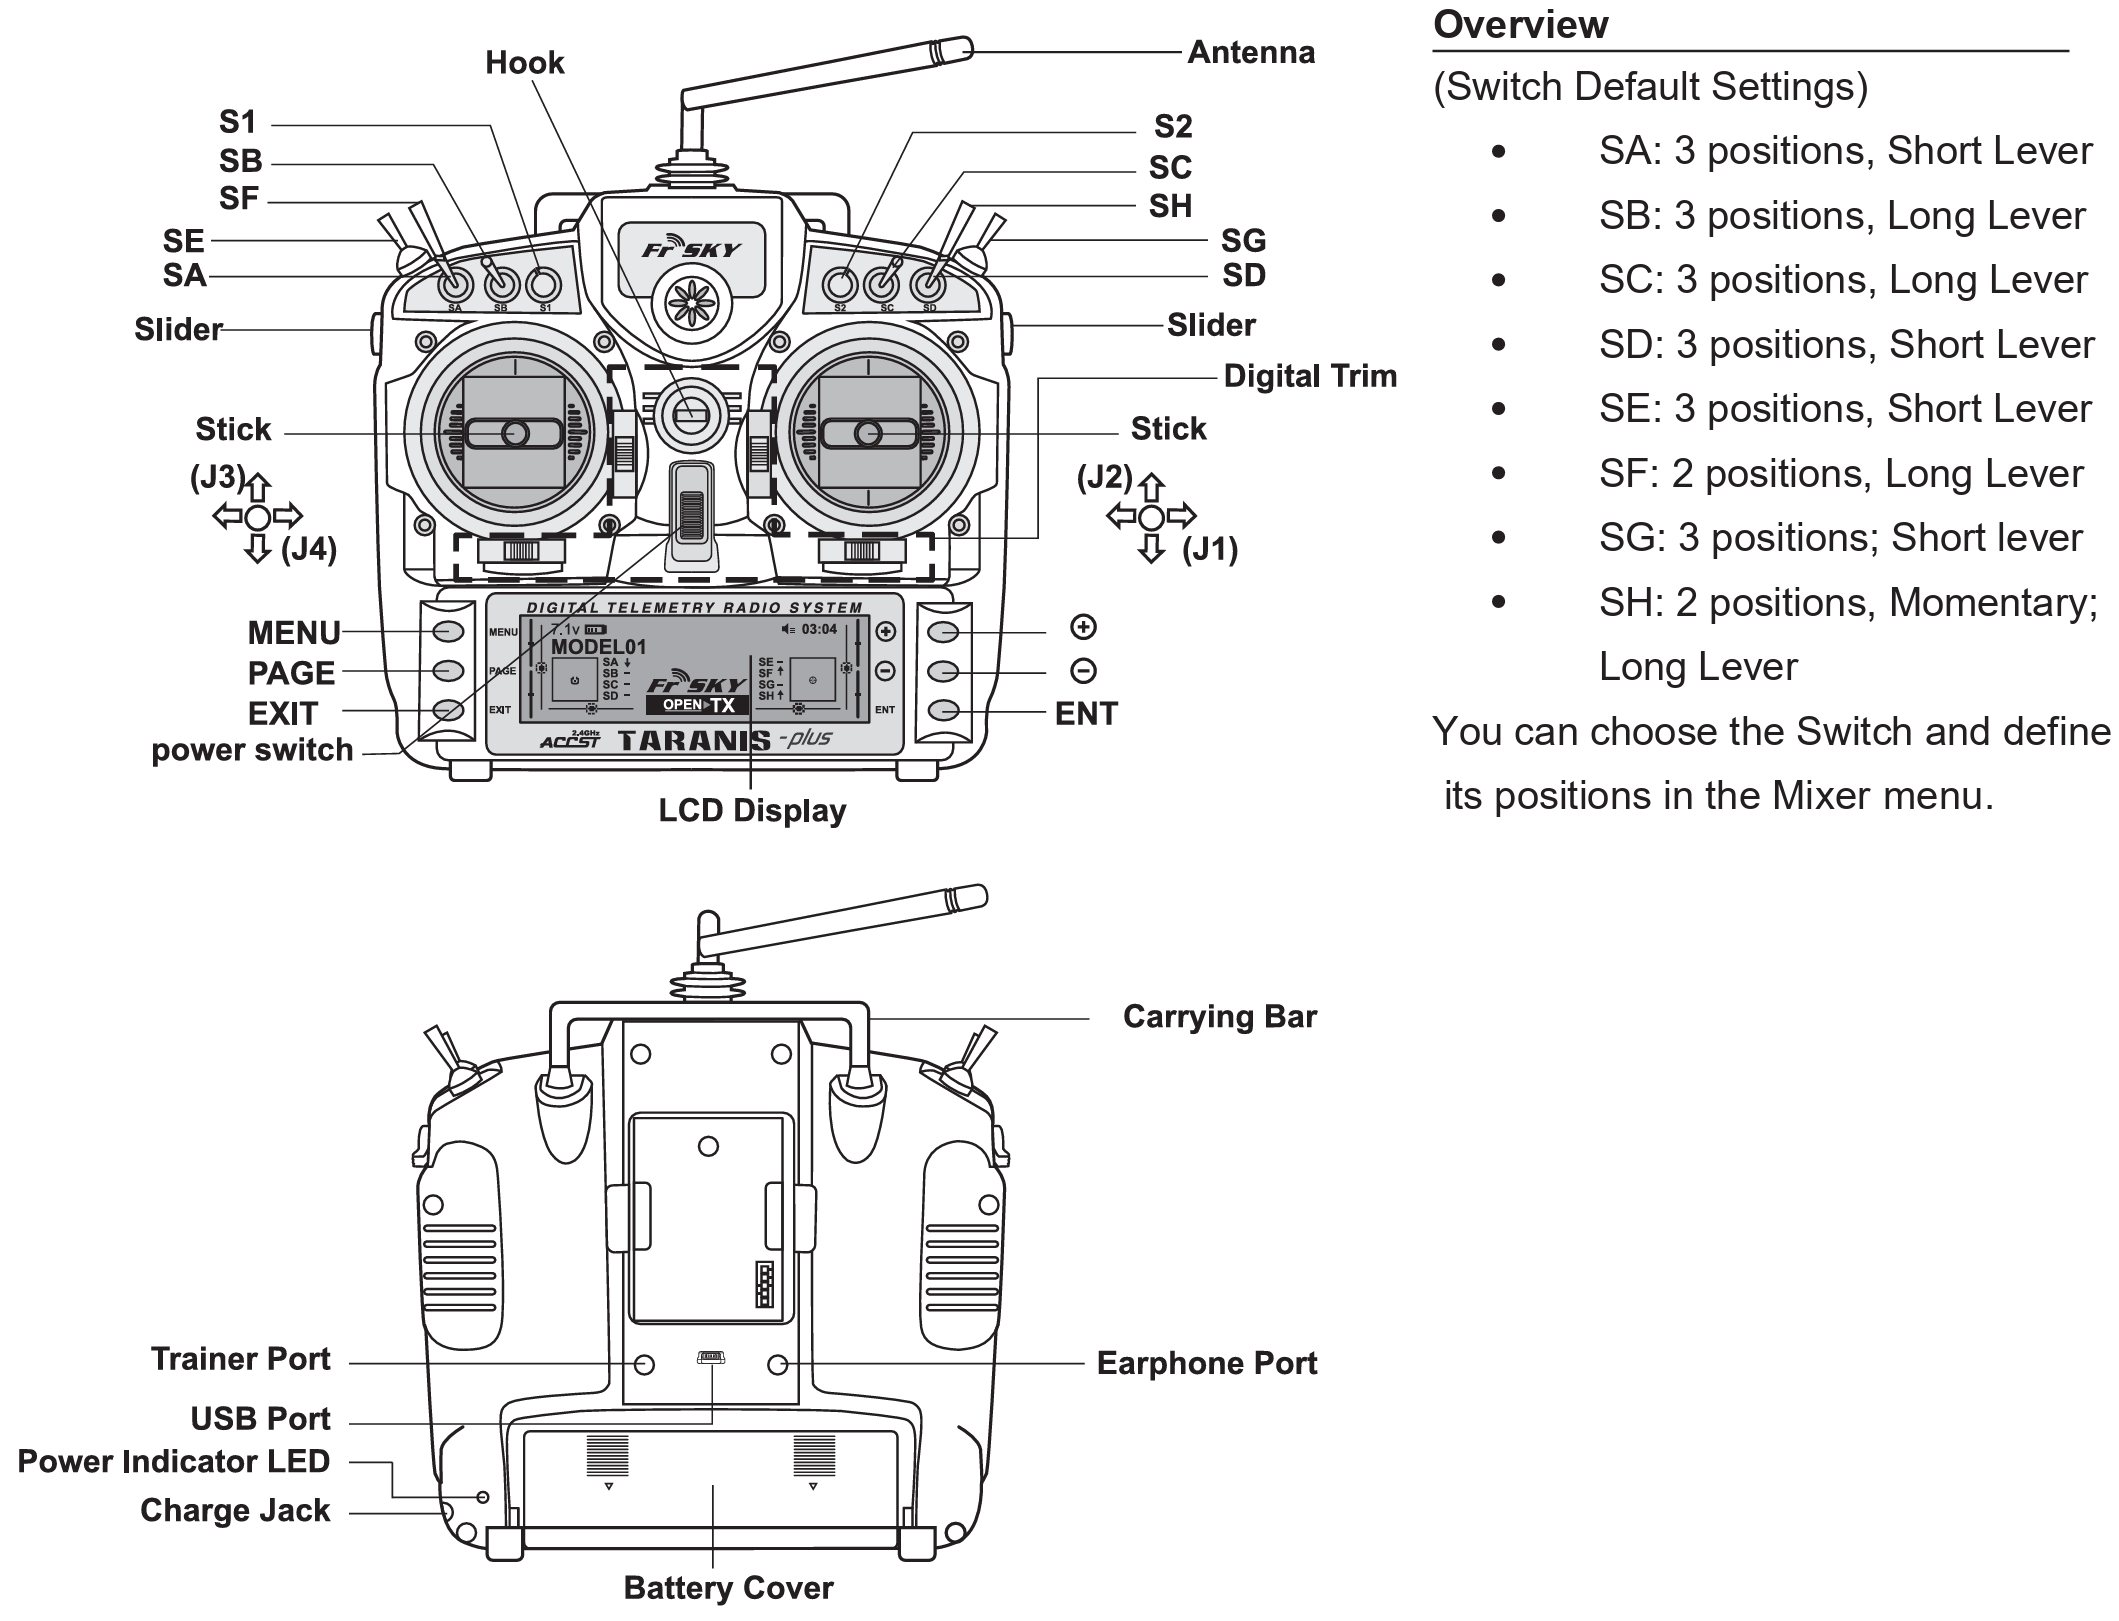 Hook
Antenna
S1
SB
SF
SE
SA
Slider
S2
SC
SH
SG
SD
Slider
Digital Trim
FrSKY
SA SB S1
S2 SC SD
Stick
(J3)
(J4)
Stick
(J2)
(J1)
MENU
PAGE
EXIT
power switch
DIGITAL TELEMETRY RADIO SYSTEM
MENU
PAGE
EXIT
7.1v
03:04
MODEL01
SA
SB -
SC -
SD -
FrSKY
OPEN TX
SE -
SF
SG -
SH
ENT
2.4GHz
ACCST TARANIS -plus
ENT
LCD Display
Overview
(Switch Default Settings)
• SA: 3 positions, Short Lever
• SB: 3 positions, Long Lever
• SC: 3 positions, Long Lever
• SD: 3 positions, Short Lever
• SE: 3 positions, Short Lever
• SF: 2 positions, Long Lever
• SG: 3 positions; Short lever
• SH: 2 positions, Momentary;
Long Lever
You can choose the Switch and define
its positions in the Mixer menu.
Carrying Bar
Trainer Port
Earphone Port
USB Port
Power Indicator LED
Charge Jack
Battery Cover